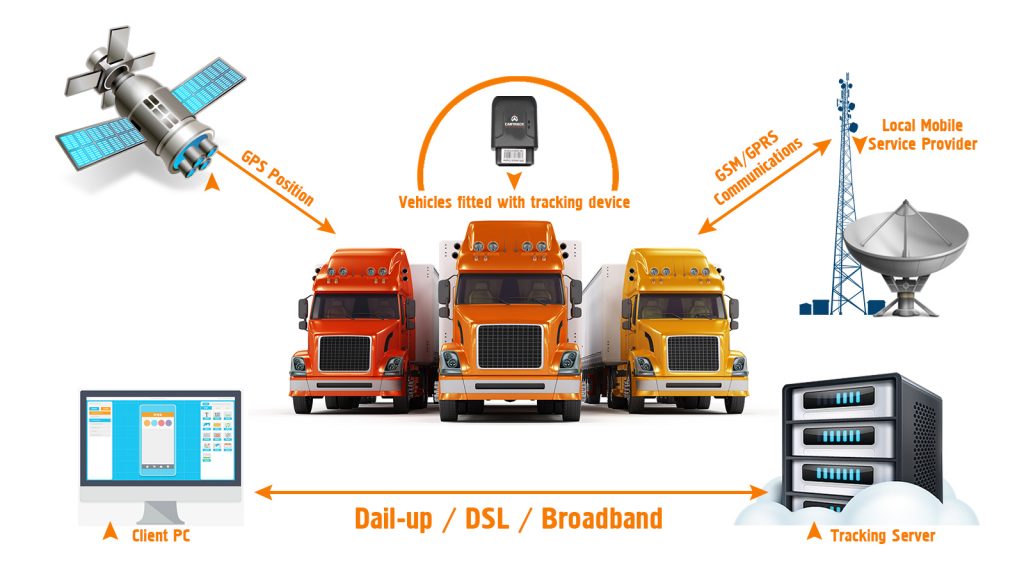 GPS Position
CARTRACK
Vehicles fitted with tracking device
GSM/GPRS
Communications
Local Mobile
Service Provider
Dail-up / DSL / Broadband
Client PC
Tracking Server